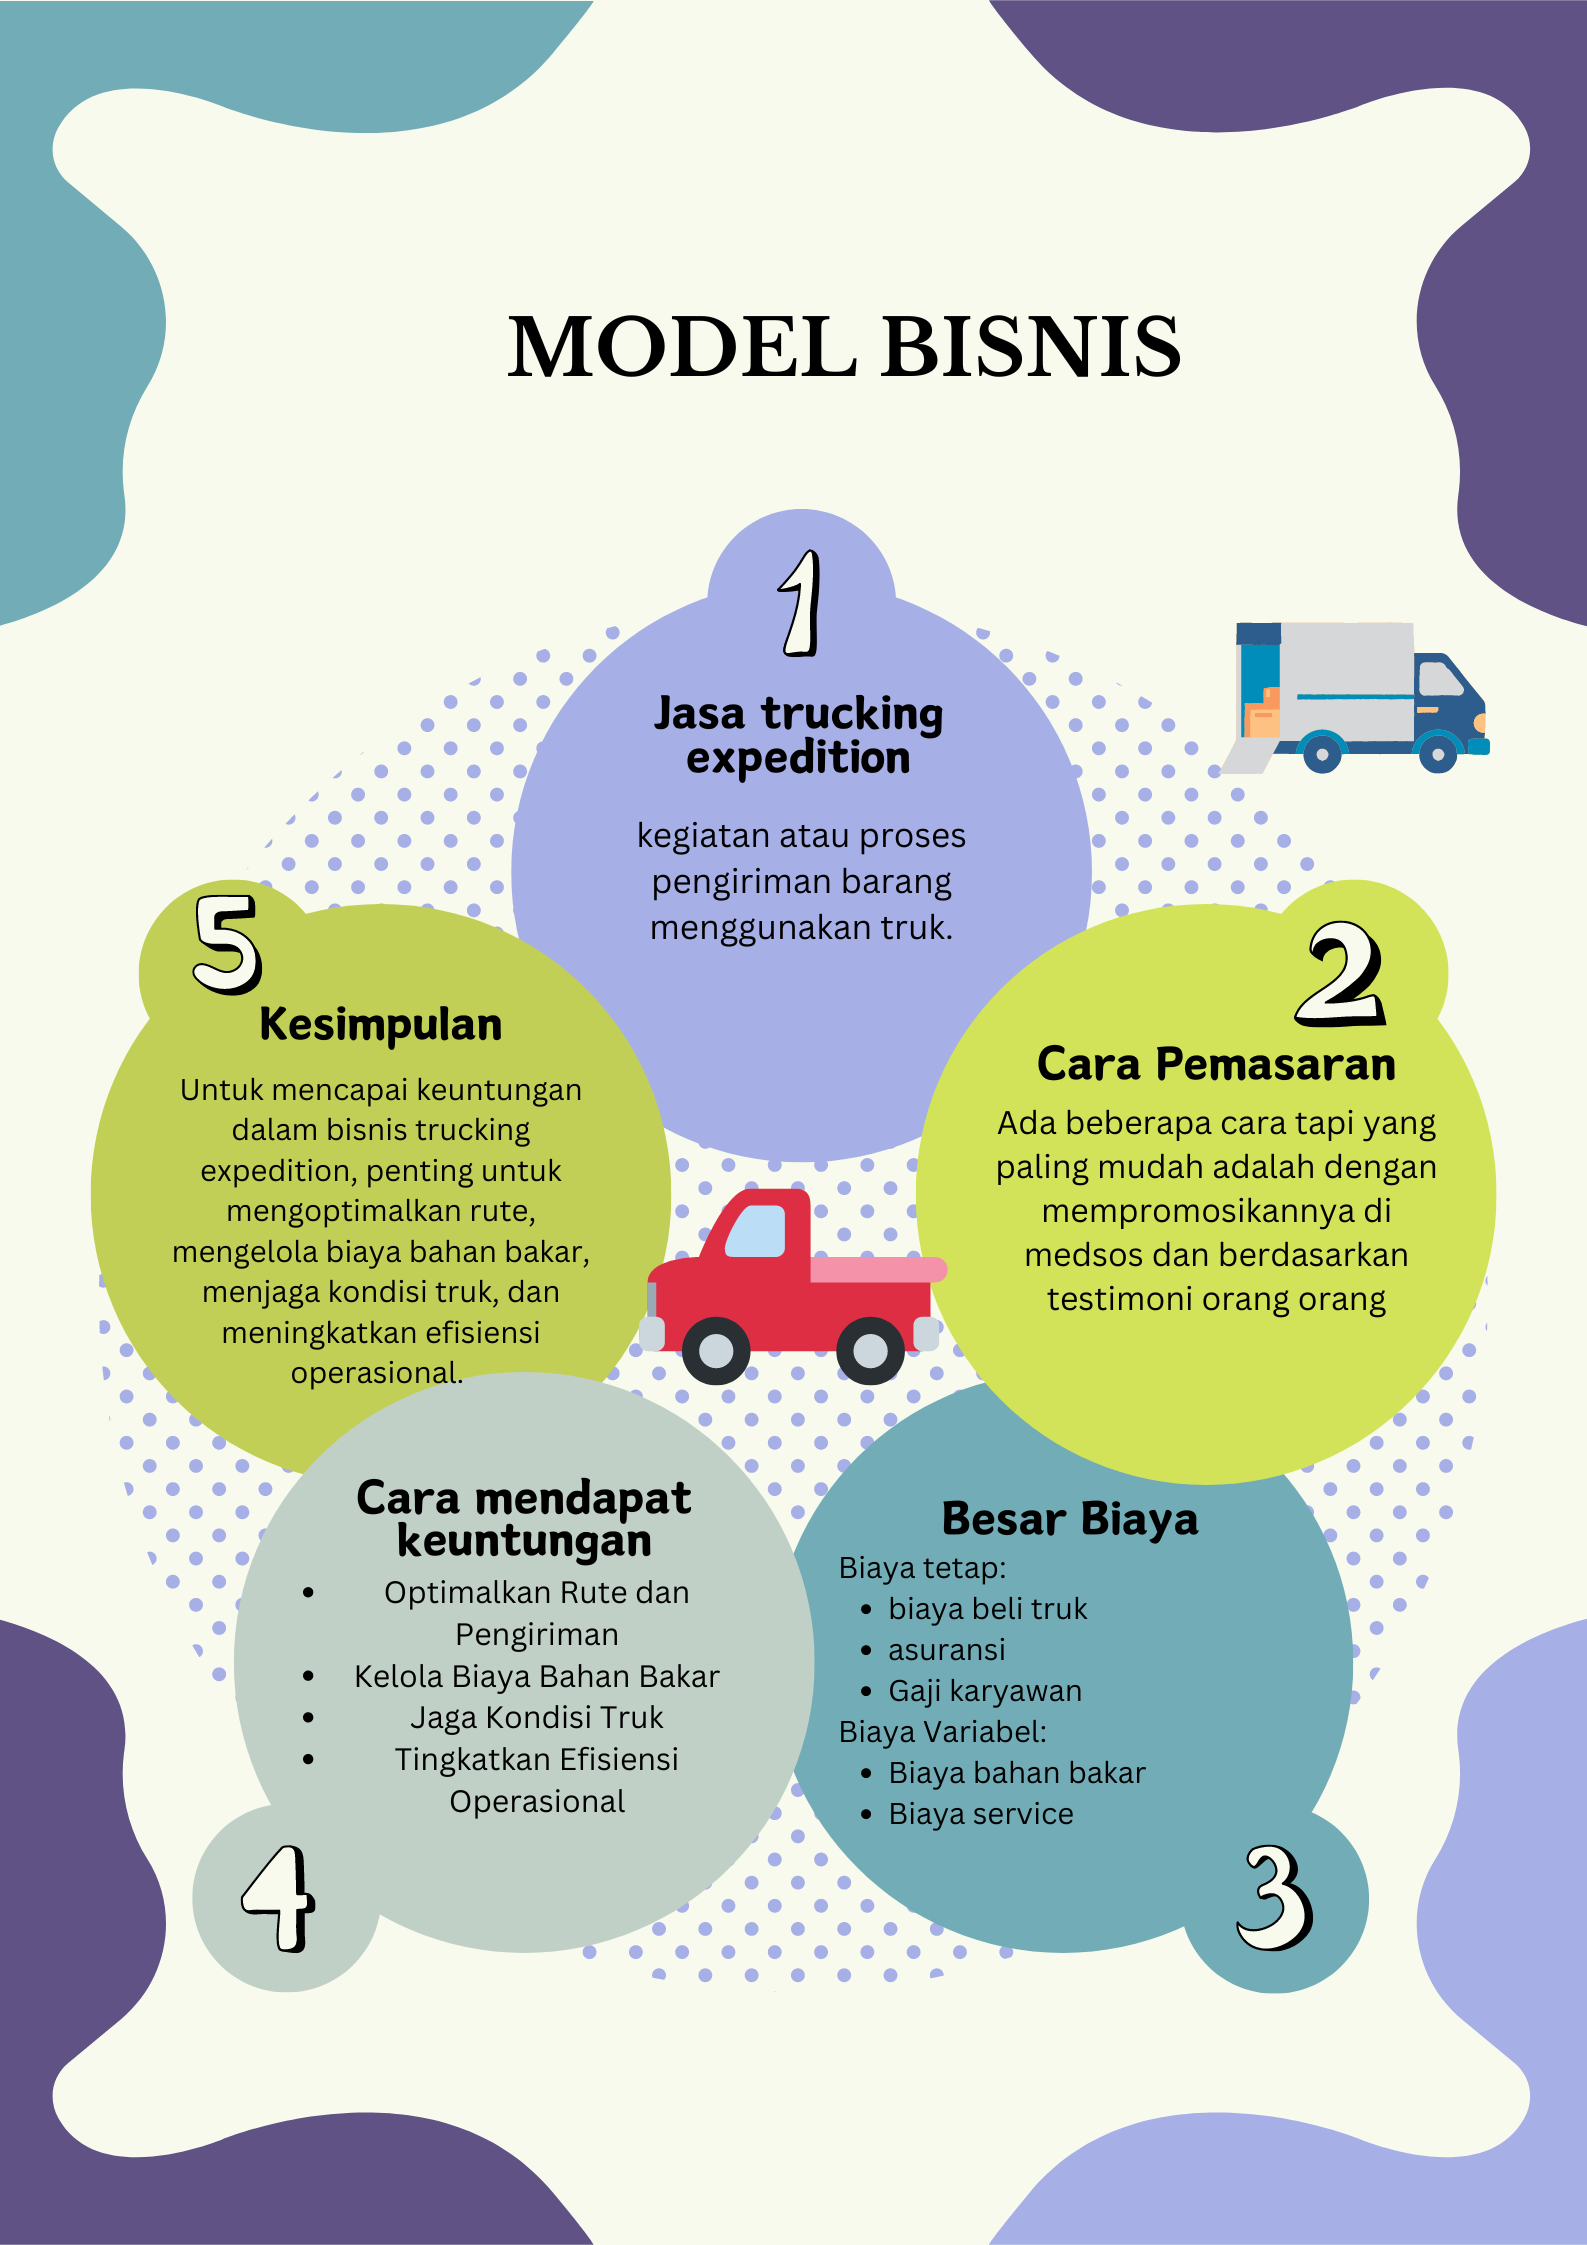 MODEL BISNIS
1
Jasa trucking
expedition
kegiatan atau proses
pengiriman barang
menggunakan truk.
2
Cara Pemasaran
Ada beberapa cara tapi yang
paling mudah adalah dengan
mempromosikannya di
medsos dan berdasarkan
testimoni orang orang
Besar Biaya
Biaya tetap:
• biaya beli truk
• asuransi
• Gaji karyawan
Biaya Variabel:
• Biaya bahan bakar
• Biaya service
3
Cara mendapat
keuntungan
• Optimalkan Rute dan
Pengiriman
• Kelola Biaya Bahan Bakar
• Jaga Kondisi Truk
• Tingkatkan Efisiensi
Operasional
4
5
Kesimpulan
Untuk mencapai keuntungan
dalam bisnis trucking
expedition, penting untuk
mengoptimalkan rute,
mengelola biaya bahan bakar,
menjaga kondisi truk, dan
meningkatkan efisiensi
operasional.